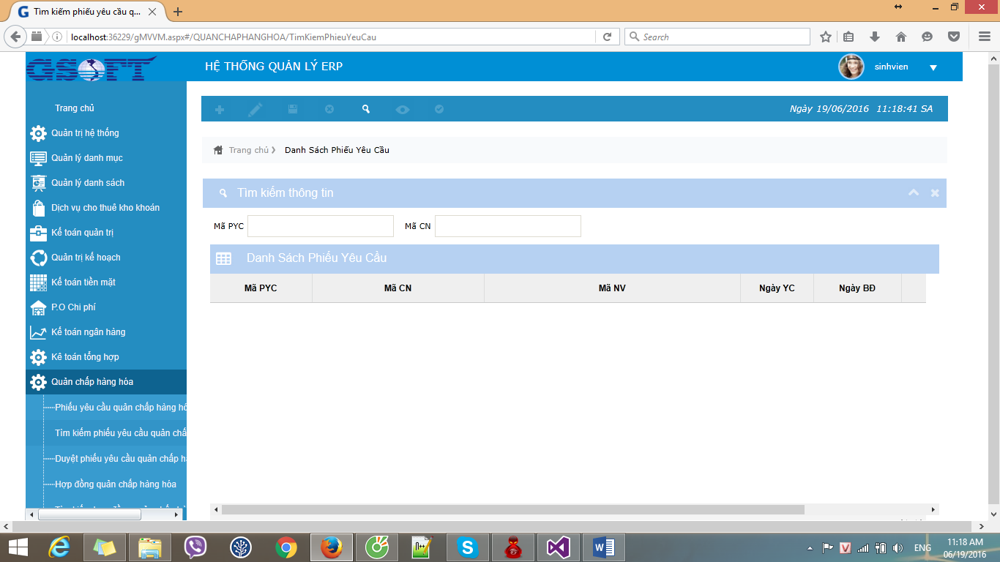 Tìm kiếm phiếu yêu cầu q...
localhost:36229/gMVVM.aspx#/QUANCHAPHANGHOA/TimKiemPhieuYeuCau
Search
GSOFT
HỆ THỐNG QUẢN LÝ ERP
sinhvien
Trang chủ
Quản trị hệ thống
Quản lý danh mục
Quản lý danh sách
Dịch vụ cho thuê kho khoán
Kế toán quản trị
Quản trị kế hoạch
Kế toán tiền mặt
P.O Chi phí
Kế toán ngân hàng
Kê toán tổng hợp
Quản chấp hàng hóa
Phiếu yêu cầu quản chấp hàng hó
Tìm kiếm phiếu yêu cầu quản chấ
Duyệt phiếu yêu cầu quản chấp h
Hợp đồng quản chấp hàng hóa
Ngày 19/06/2016 11:18:41 SA
Trang chủ
Danh Sách Phiếu Yêu Cầu
Tìm kiếm thông tin
Mã PYC
Mã CN
Danh Sách Phiếu Yêu Cầu
Mã PYC
Mã CN
Mã NV
Ngày YC
Ngày BĐ
ENG
11:18 AM
06/19/2016